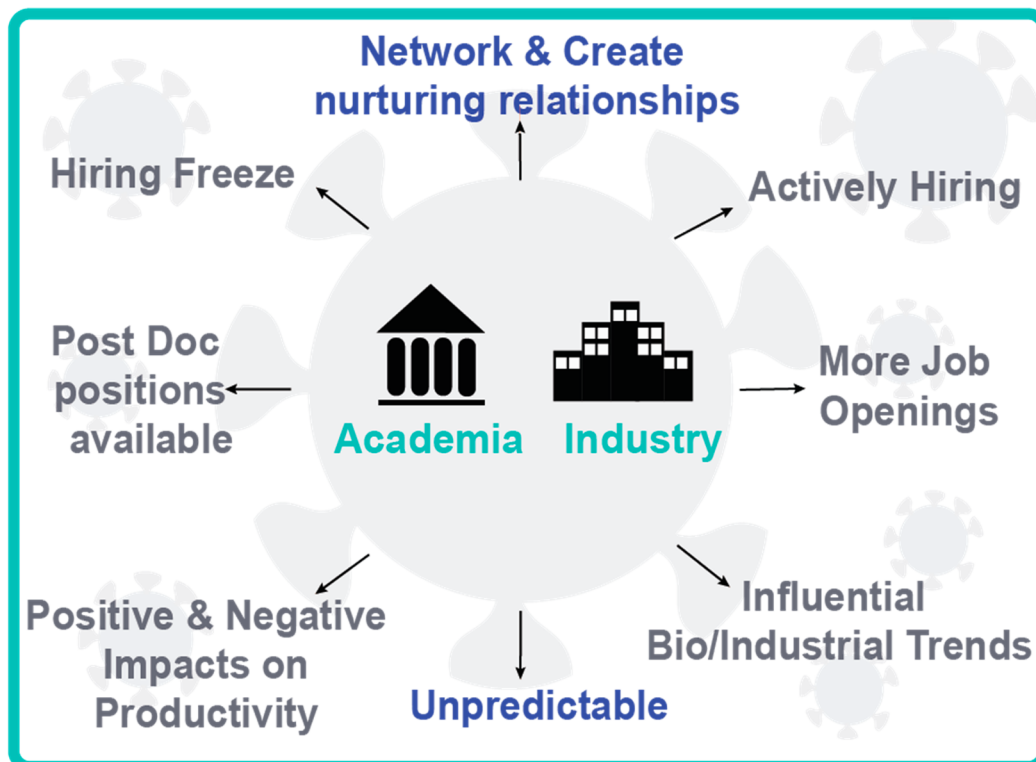 Network & Create
nurturing relationships
Hiring Freeze
Actively Hiring
Post Doc
positions
available
More Job
Openings
Academia
Industry
Positive & Negative
Impacts on
Productivity
Influential
Bio/Industrial Trends
Unpredictable